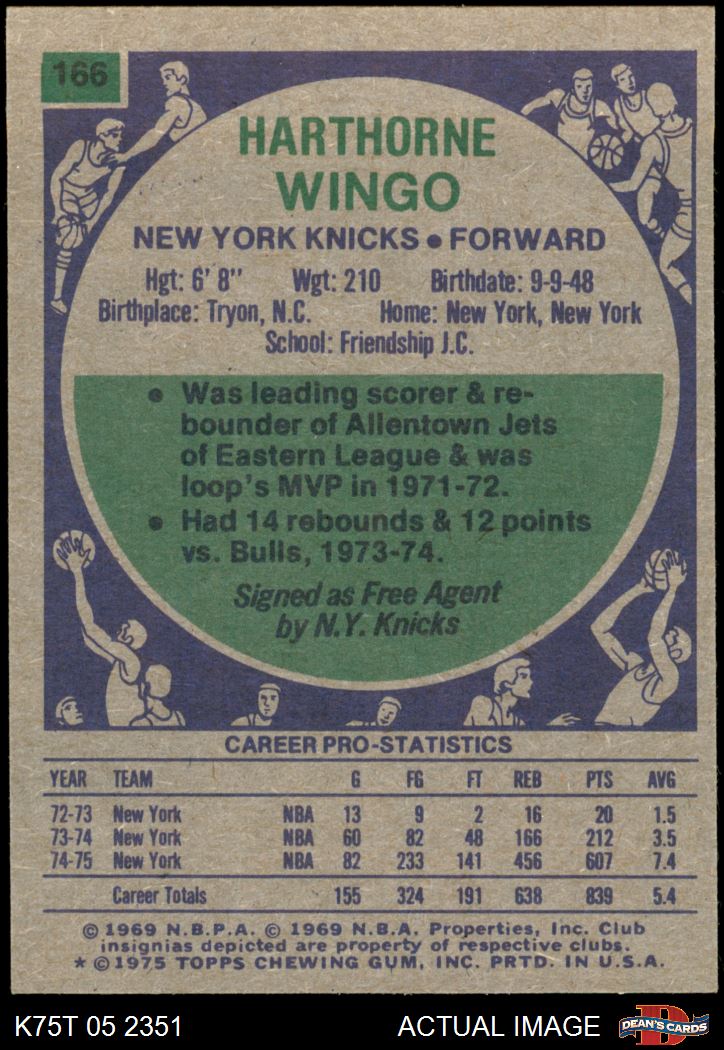 166
HARTHORNE
WINGO
NEW YORK KNICKS • FORWARD
Hgt: 6' 8" Wgt: 210 Birthdate: 9-9-48
Birthplace: Tryon, N.C. Home: New York, New York
School: Friendship J.C.
• Was leading scorer & re-
bounder of Allentown Jets
of Eastern League & was
loop's MVP in 1971-72.
• Had 14 rebounds & 12 points
vs. Bulls, 1973-74.
Signed as Free Agent
by N.Y. Knicks
CAREER PRO-STATISTICS
YEAR TEAM G FG FT REB PTS AVG
72-73 New York NBA 13 9 2 16 20 1.5
73-74 New York NBA 60 82 48 166 212 3.5
74-75 New York NBA 82 233 141 456 607 7.4
Career Totals 155 324 191 638 839 5.4
© 1969 N.B.P.A. © 1969 N.B.A. Properties, Inc. Club
insignias depicted are property of respective clubs.
* © 1975 TOPPS CHEWING GUM, INC. PRTD. IN U.S.A.
K75T 05 2351 ACTUAL IMAGE D DEAN'S CARDS